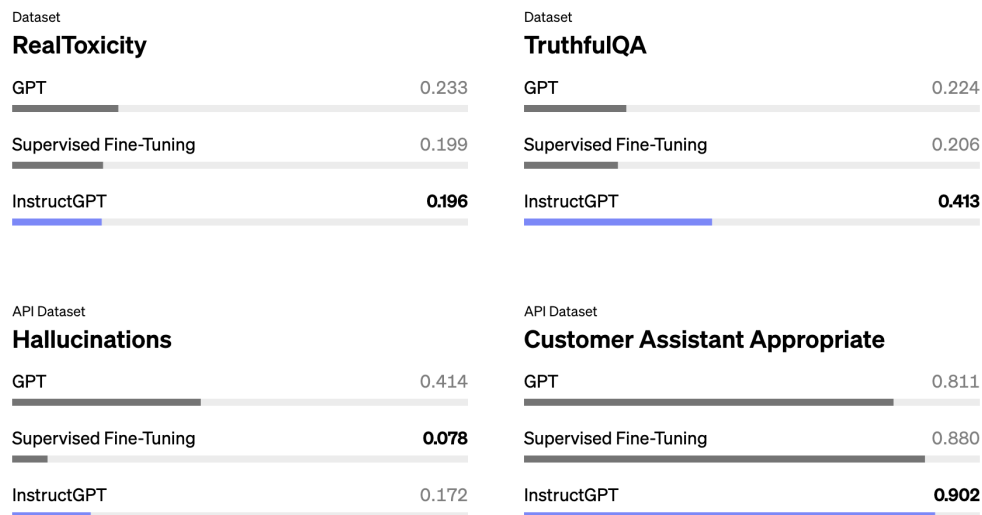 Dataset
RealToxicity
GPT 0.233
Supervised Fine-Tuning 0.199
InstructGPT 0.196
Dataset
TruthfulQA
GPT 0.224
Supervised Fine-Tuning 0.206
InstructGPT 0.413
API Dataset
Hallucinations
GPT 0.414
Supervised Fine-Tuning 0.078
InstructGPT 0.172
API Dataset
Customer Assistant Appropriate
GPT 0.811
Supervised Fine-Tuning 0.880
InstructGPT 0.902